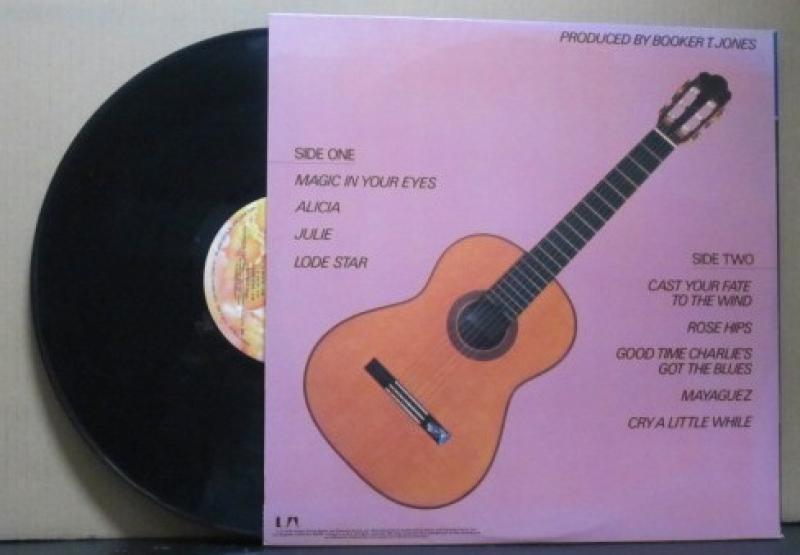 PRODUCED BY BOOKER T JONES
SIDE ONE
MAGIC IN YOUR EYES
ALICIA
JULIE
LODE STAR
SIDE TWO
CAST YOUR FATE
TO THE WIND
ROSE HIPS
GOOD TIME CHARLIE'S
GOT THE BLUES
MAYAGUEZ
CRY A LITTLE WHILE
UA